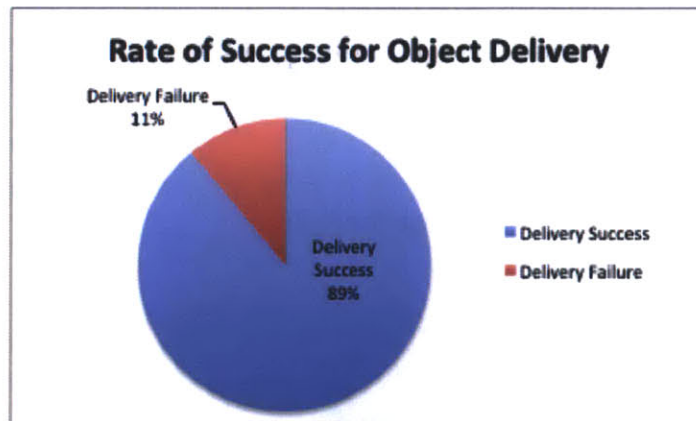 Rate of Success for Object Delivery
Delivery Failure
11%
Delivery
Success
89%
Delivery Success
Delivery Failure